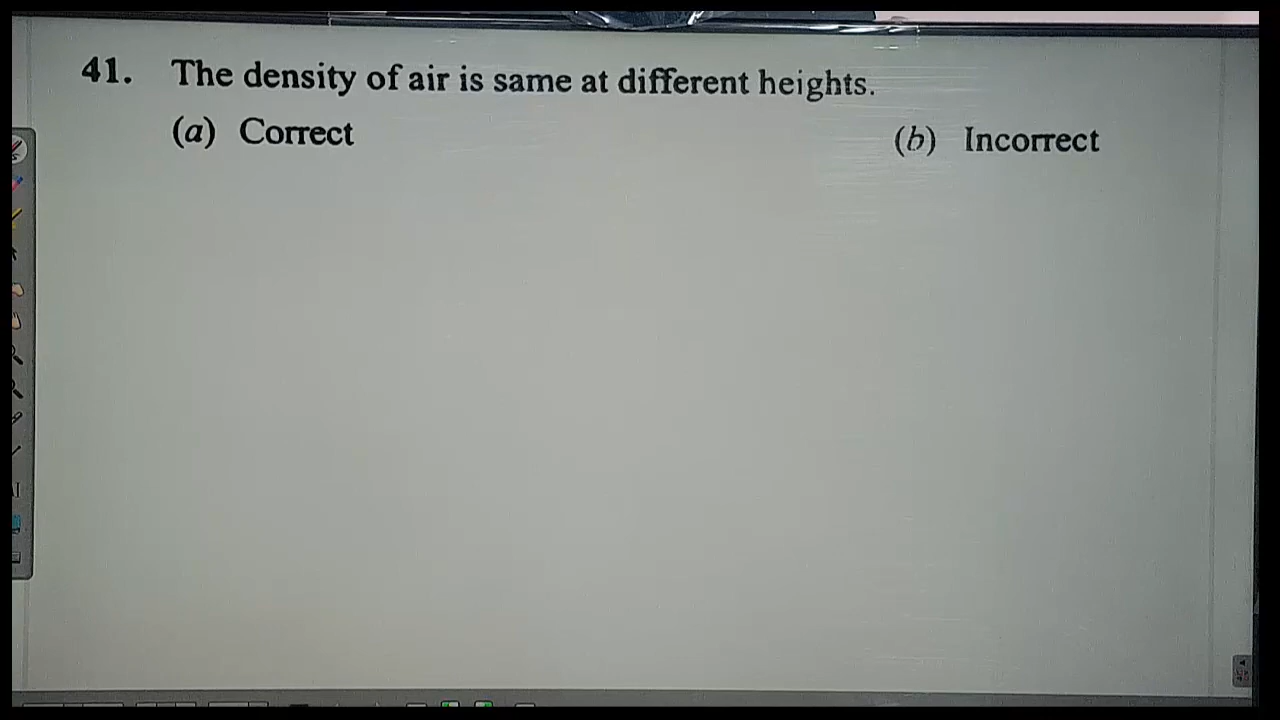 41. The density of air is same at different heights.
(a) Correct (b) Incorrect